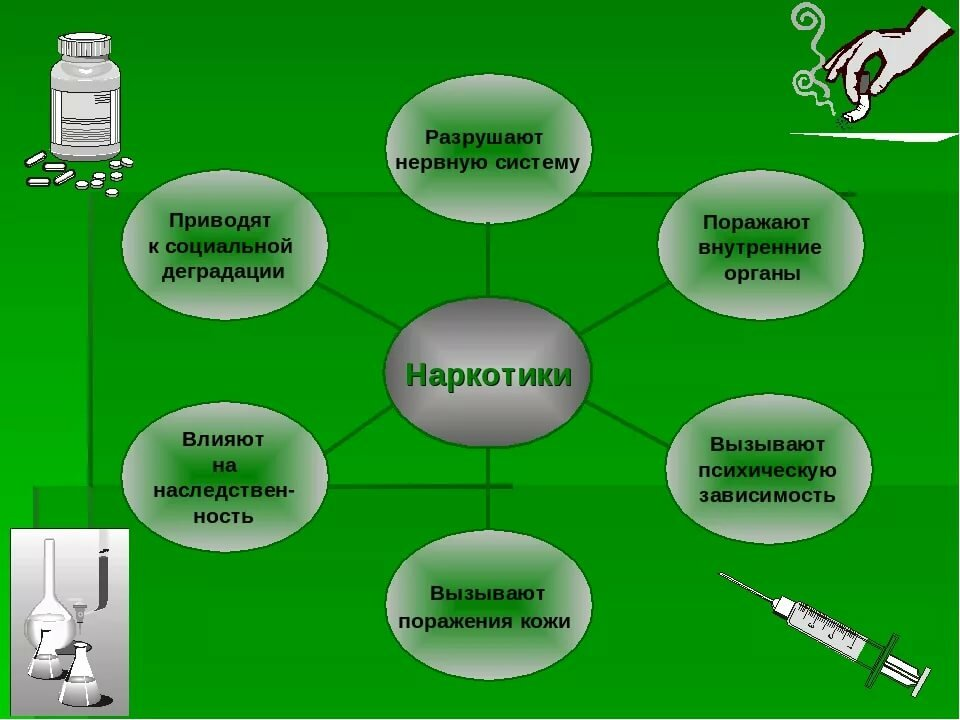 Разрушают
нервную систему
Приводят
к социальной
деградации
Поражают
внутренние
органы
Наркотики
Влияют
на
наследствен-
ность
Вызывают
психическую
зависимость
Вызывают
поражения кожи